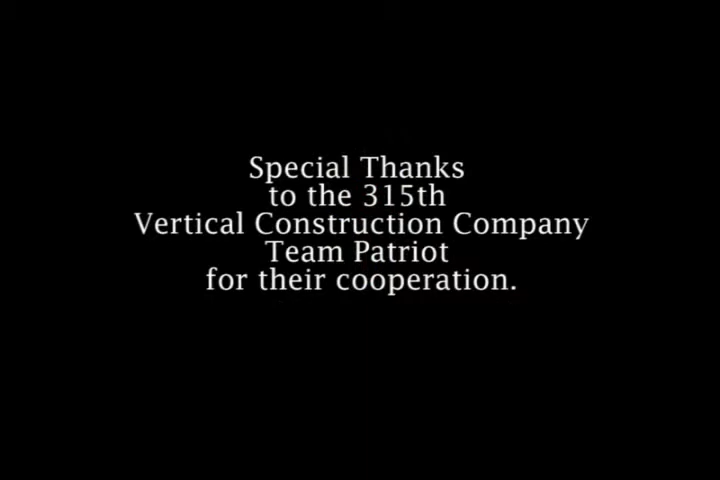 Special Thanks
to the 315th
Vertical Construction Company
Team Patriot
for their cooperation.